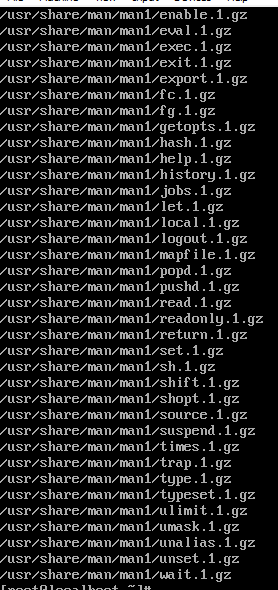 /usr/share/man/man1/enable.1.gz
/usr/share/man/man1/eval.1.gz
/usr/share/man/man1/exec.1.gz
/usr/share/man/man1/exit.1.gz
/usr/share/man/man1/export.1.gz
/usr/share/man/man1/fc.1.gz
/usr/share/man/man1/fg.1.gz
/usr/share/man/man1/getopts.1.gz
/usr/share/man/man1/hash.1.gz
/usr/share/man/man1/help.1.gz
/usr/share/man/man1/history.1.gz
/usr/share/man/man1/jobs.1.gz
/usr/share/man/man1/let.1.gz
/usr/share/man/man1/local.1.gz
/usr/share/man/man1/logout.1.gz
/usr/share/man/man1/mapfile.1.gz
/usr/share/man/man1/popd.1.gz
/usr/share/man/man1/pushd.1.gz
/usr/share/man/man1/read.1.gz
/usr/share/man/man1/readonly.1.gz
/usr/share/man/man1/return.1.gz
/usr/share/man/man1/set.1.gz
/usr/share/man/man1/sh.1.gz
/usr/share/man/man1/shift.1.gz
/usr/share/man/man1/shopt.1.gz
/usr/share/man/man1/source.1.gz
/usr/share/man/man1/suspend.1.gz
/usr/share/man/man1/times.1.gz
/usr/share/man/man1/trap.1.gz
/usr/share/man/man1/type.1.gz
/usr/share/man/man1/typeset.1.gz
/usr/share/man/man1/ulimit.1.gz
/usr/share/man/man1/umask.1.gz
/usr/share/man/man1/unalias.1.gz
/usr/share/man/man1/unset.1.gz
/usr/share/man/man1/wait.1.gz
[root@localhost ~]#